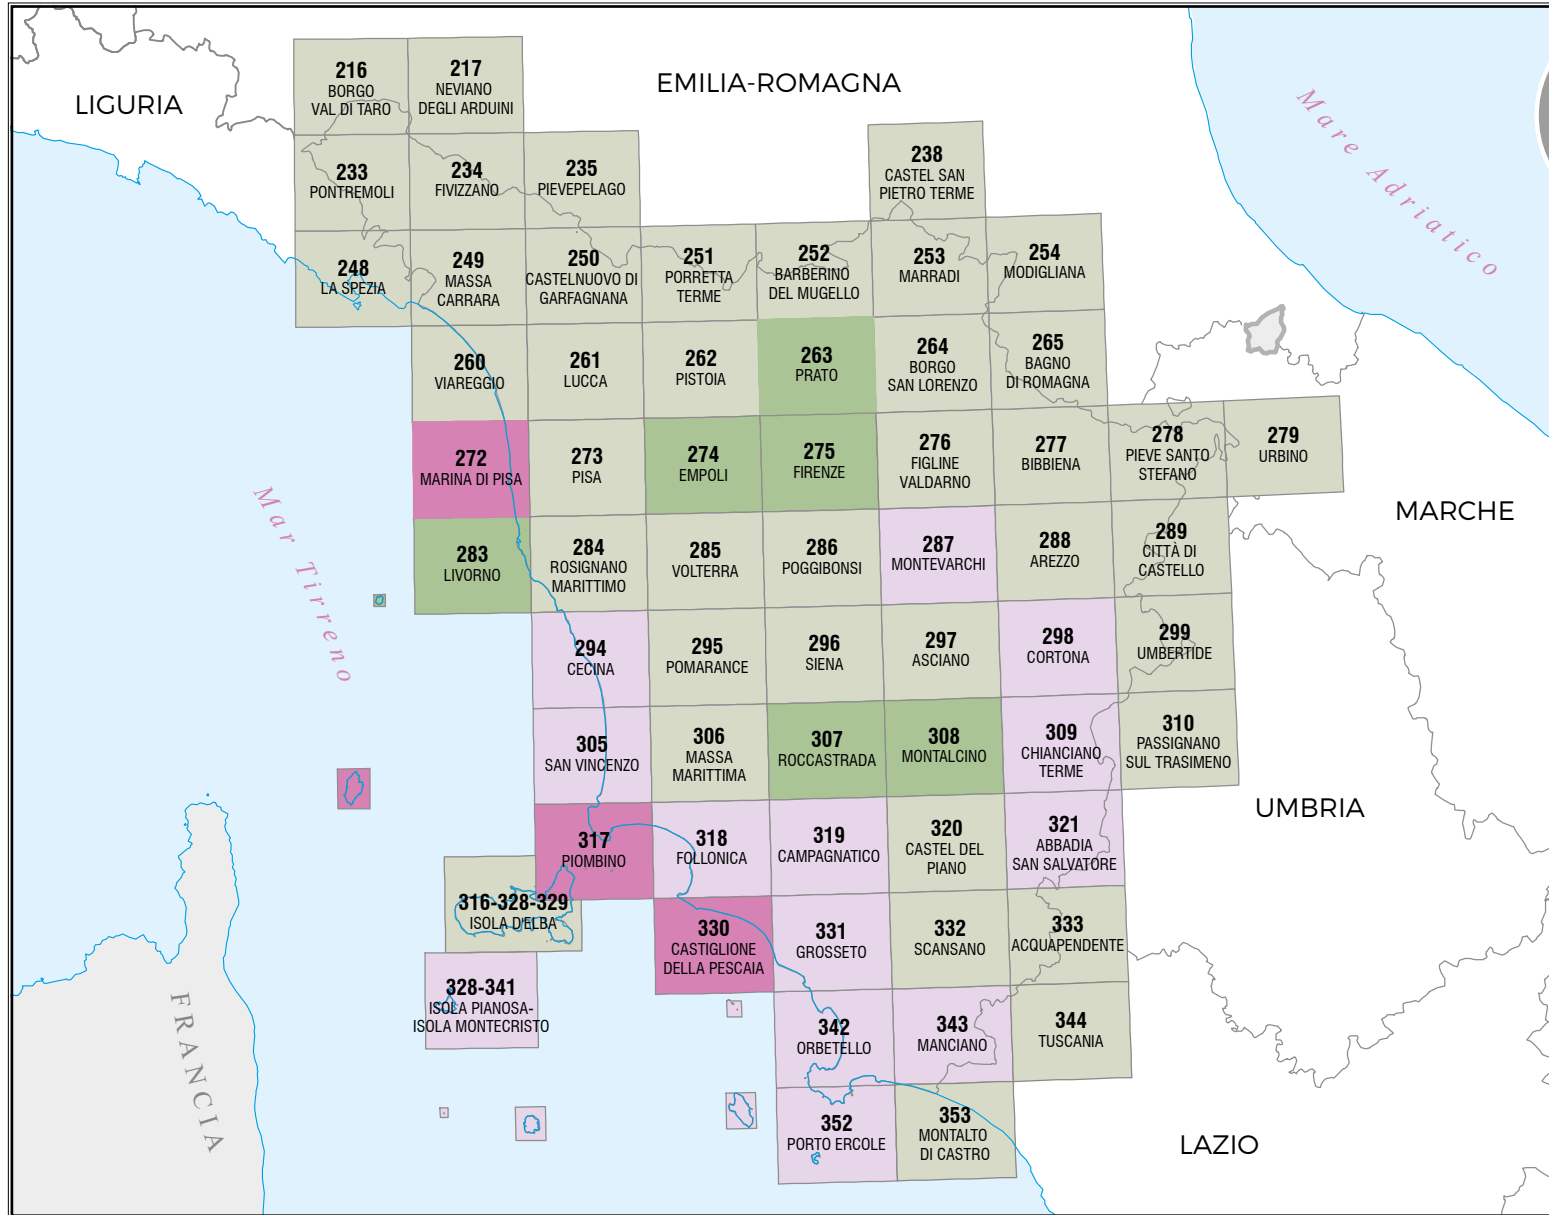 LIGURIA
EMILIA-ROMAGNA
Mare Adriatico
216
BORGO
VAL DI TARO
217
NEVIANO
DEGLI ARDUINI
233
PONTREMOLI
234
FIVIZZANO
235
PIEVEPELAGO
238
CASTEL SAN
PIETRO TERME
248
LA SPEZIA
249
MASSA
CARRARA
250
CASTELNUOVO DI
GARFAGNANA
251
PORRETTA
TERME
252
BARBERINO
DEL MUGELLO
253
MARRADI
254
MODIGLIANA
260
VIAREGGIO
261
LUCCA
262
PISTOIA
263
PRATO
264
BORGO
SAN LORENZO
265
BAGNO
DI ROMAGNA
272
MARINA DI PISA
273
PISA
274
EMPOLI
275
FIRENZE
276
FIGLINE
VALDARNO
277
BIBBIENA
278
PIEVE SANTO
STEFANO
279
URBINO
MARCHE
Mar Tirreno
283
LIVORNO
284
ROSIGNANO
MARITTIMO
285
VOLTERRA
286
POGGIBONSI
287
MONTEVARCHI
288
AREZZO
289
CITTÀ DI
CASTELLO
294
CECINA
295
POMARANCE
296
SIENA
297
ASCIANO
298
CORTONA
299
UMBERTIDE
305
SAN VINCENZO
306
MASSA
MARITTIMA
307
ROCCASTRADA
308
MONTALCINO
309
CHIANCIANO
TERME
310
PASSIGNANO
SUL TRASIMENO
UMBRIA
317
PIOMBINO
318
FOLLONICA
319
CAMPAGNATICO
320
CASTEL DEL
PIANO
321
ABBADIA
SAN SALVATORE
316-328-329
ISOLA D'ELBA
330
CASTIGLIONE
DELLA PESCAIA
331
GROSSETO
332
SCANSANO
333
ACQUAPENDENTE
328-341
ISOLA PIANOSA-
ISOLA MONTECRISTO
FRANCIA
342
ORBETELLO
343
MANCIANO
344
TUSCANIA
352
PORTO ERCOLE
353
MONTALTO
DI CASTRO
LAZIO